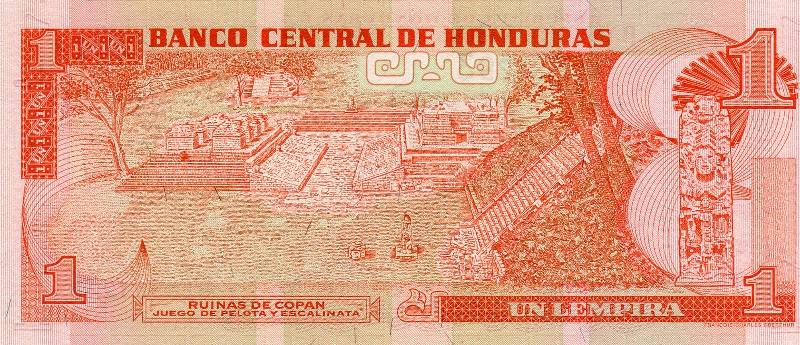 1
BANCO CENTRAL DE HONDURAS
1
1
RUINAS DE COPAN
"JUEGO DE PELOTA Y ESCALINATA"
UN LEMPIRA
1